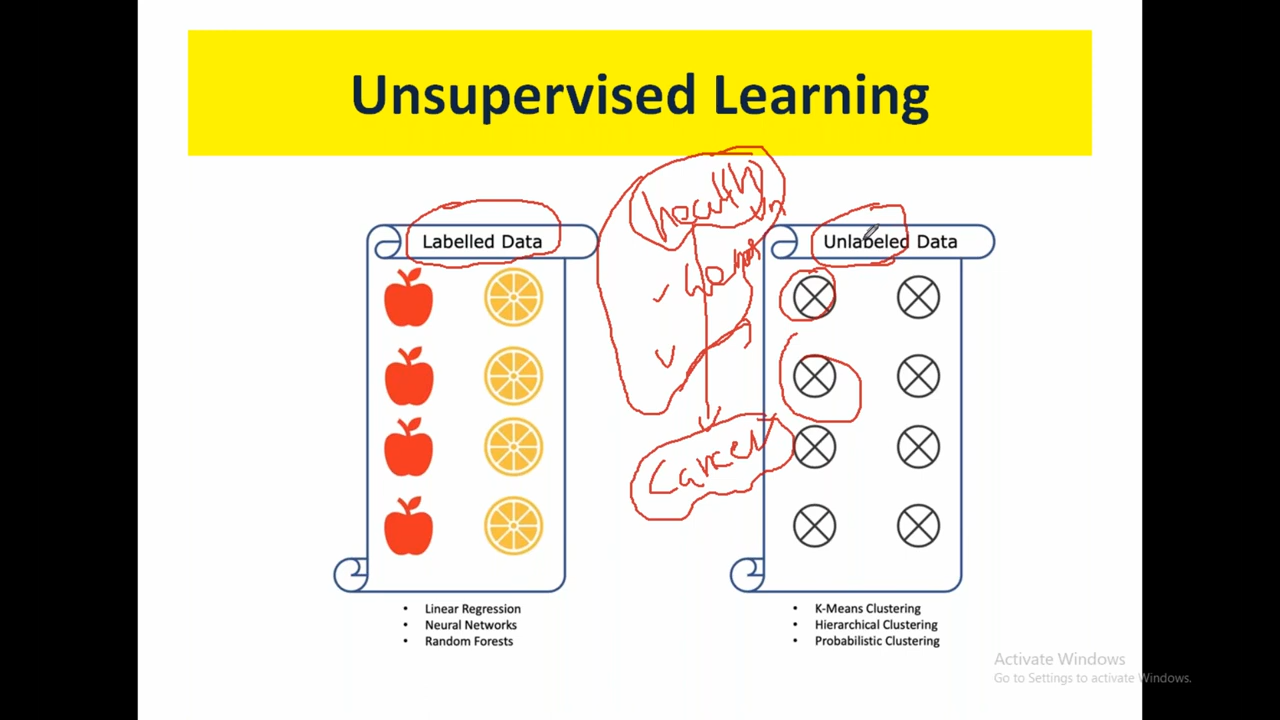 Unsupervised Learning
Labelled Data
Unlabeled Data
Cancer
Linear Regression
Neural Networks
Random Forests
K-Means Clustering
Hierarchical Clustering
Probabilistic Clustering
Activate Windows
Go to Settings to activate Windows.